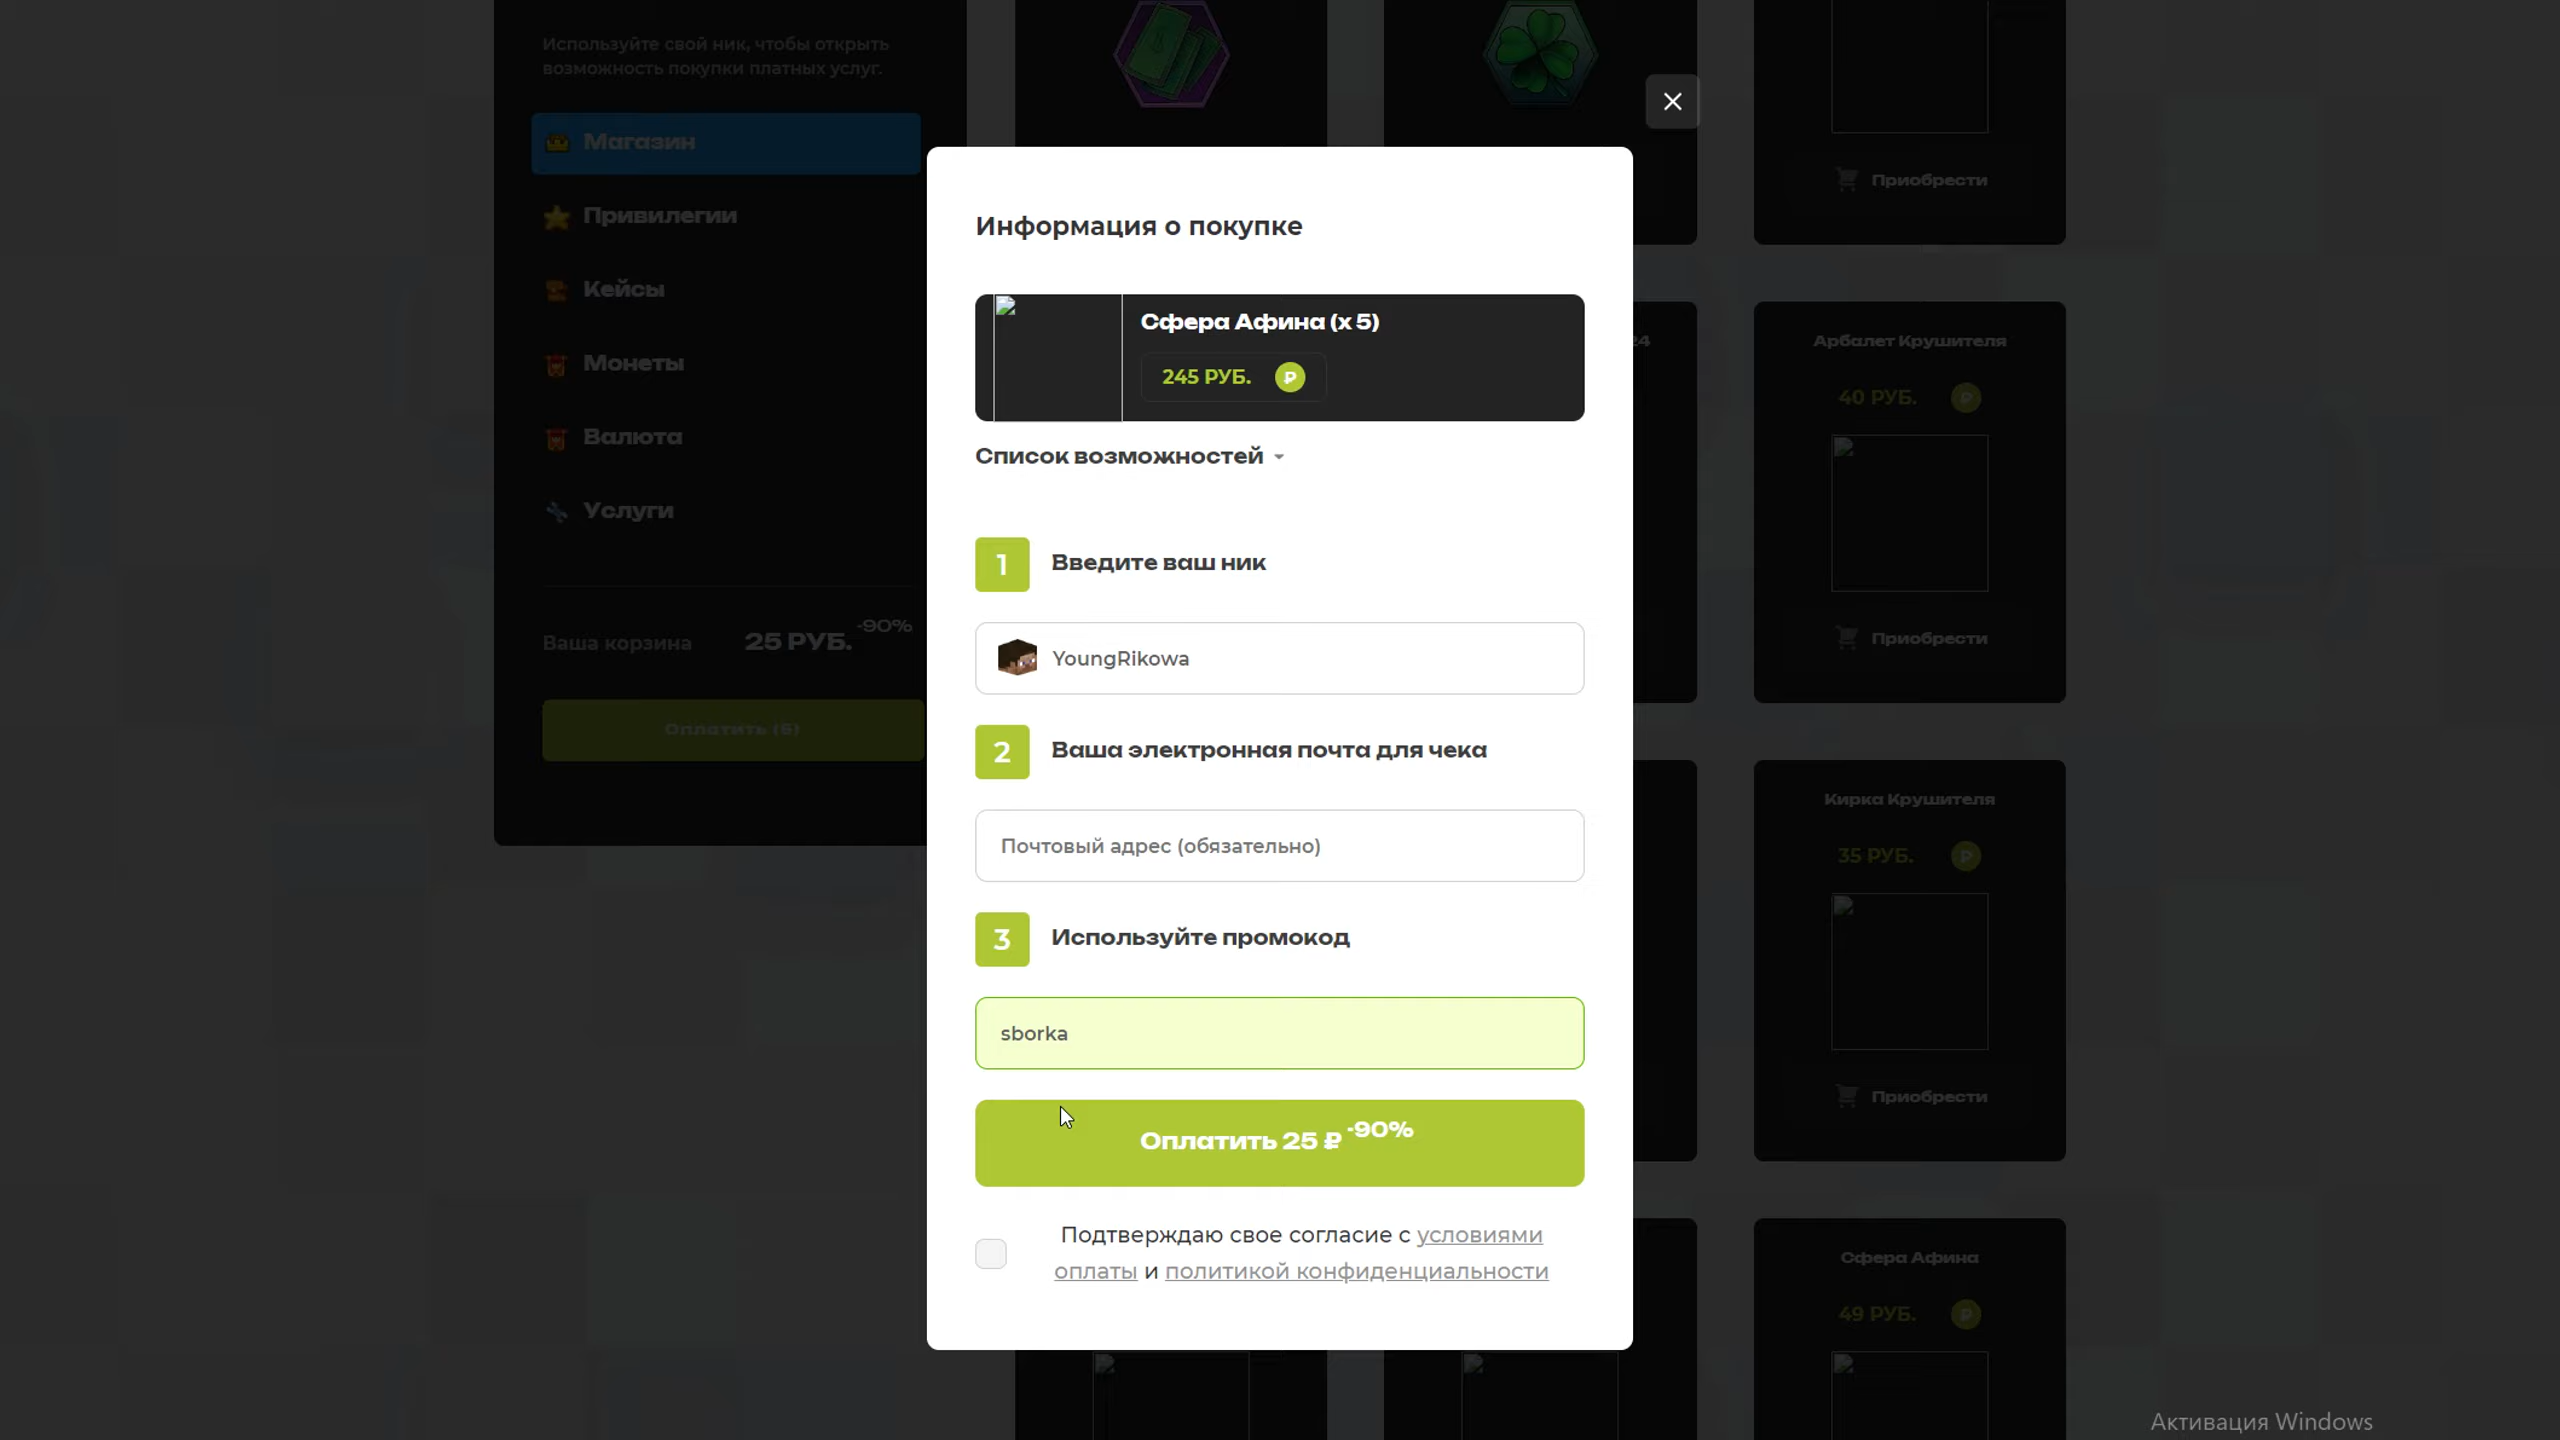 Используйте свой ник, чтобы открыть
возможность покупки платных услуг.
Магазин
Привилегии
Кейсы
Монеты
Валюта
Услуги
Ваша корзина
25 РУБ.
-90%
Оплатить (5)
Информация о покупке
Сфера Афина (x 5)
245 РУБ.
Список возможностей
1
Введите ваш ник
YoungRikowa
2
Ваша электронная почта для чека
Почтовый адрес (обязательно)
3
Используйте промокод
sborka
Оплатить 25 ₽ -90%
Подтверждаю свое согласие с условиями
оплаты и политикой конфиденциальности
Приобрести
24
Арбалет Крушителя
40 РУБ.
Приобрести
Кирка Крушителя
35 РУБ.
Приобрести
Сфера Афина
49 РУБ.
Активация Windows